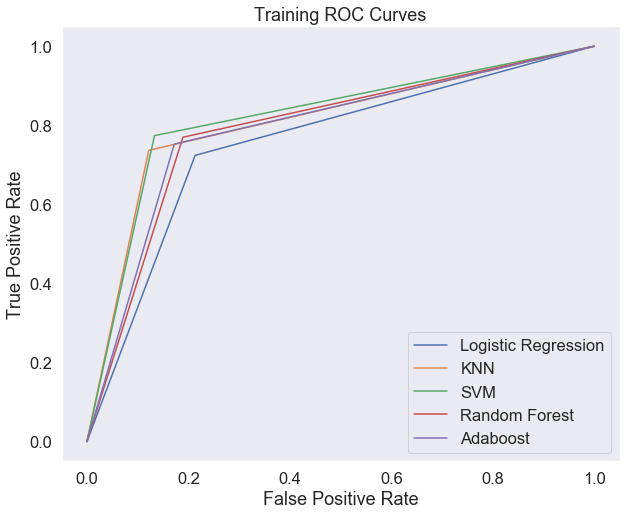 Training ROC Curves
True Positive Rate
1.0
0.8
0.6
0.4
0.2
0.0
Logistic Regression
KNN
SVM
Random Forest
Adaboost
0.0 0.2 0.4 0.6 0.8 1.0
False Positive Rate